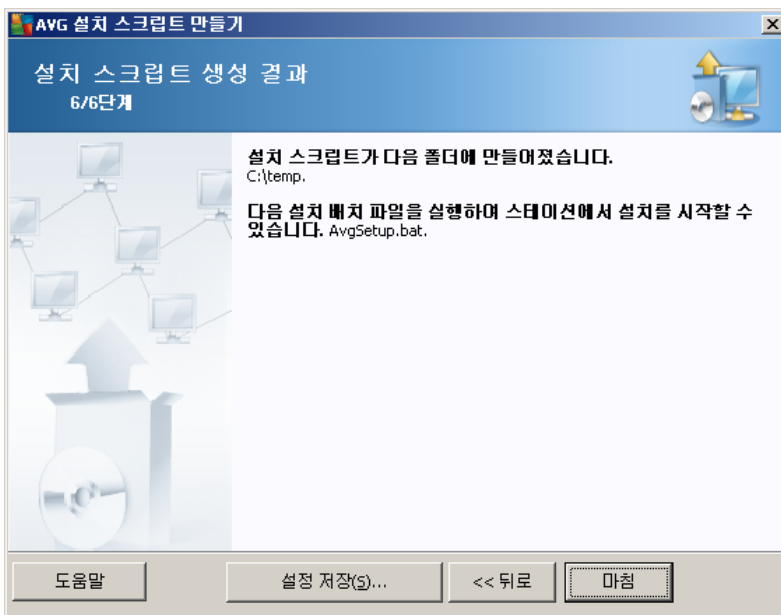 AVG 설치 스크립트 만들기
설치 스크립트 생성 결과
6/6단계
설치 스크립트가 다음 폴더에 만들어졌습니다.
C:\temp.
다음 설치 배치 파일을 실행하여 스테이션에서 설치를 시작할 수
있습니다. AvgSetup.bat.
도움말
설정 저장(S)...
<< 뒤로
마침